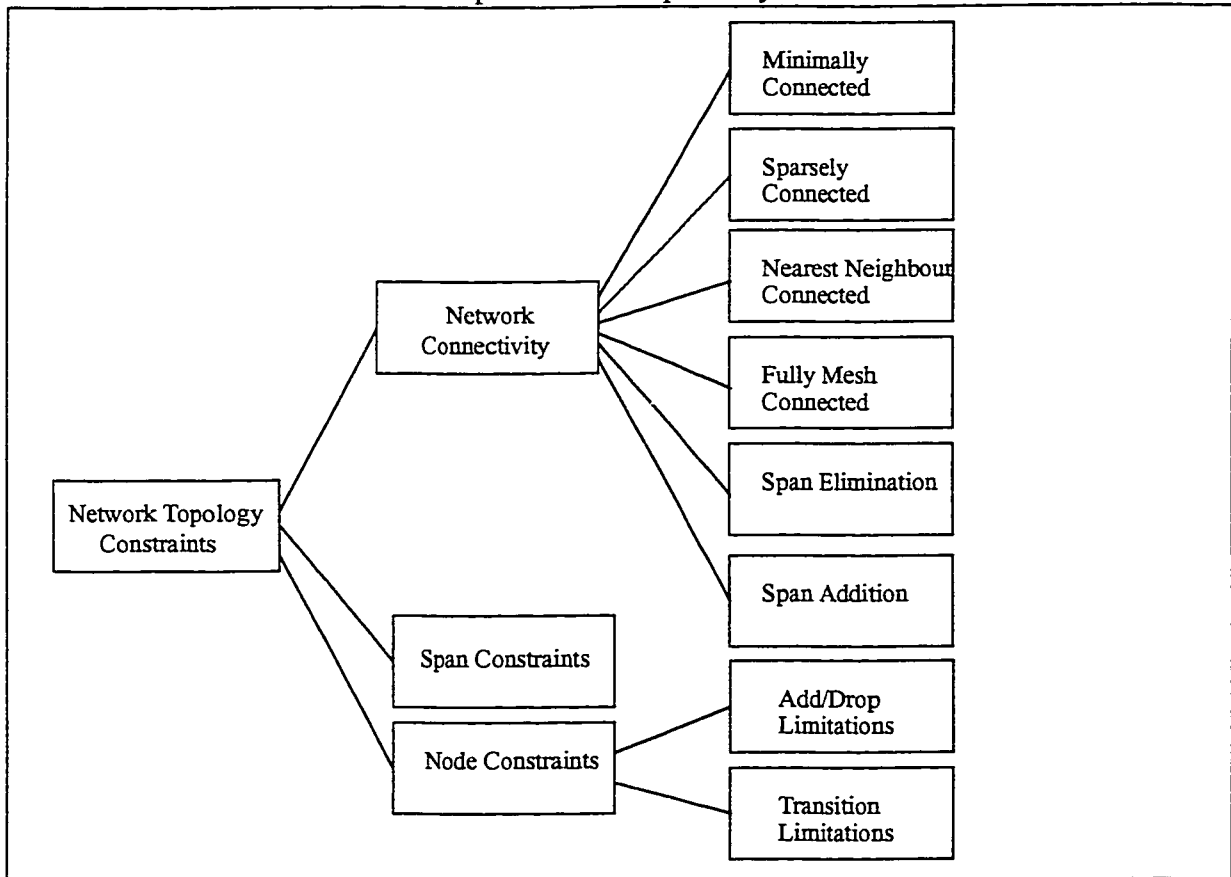 Minimally
Connected
Sparsely
Connected
Nearest Neighbour
Connected
Network
Connectivity
Fully Mesh
Connected
Span Elimination
Network Topology
Constraints
Span Addition
Span Constraints
Add/Drop
Limitations
Node Constraints
Transition
Limitations